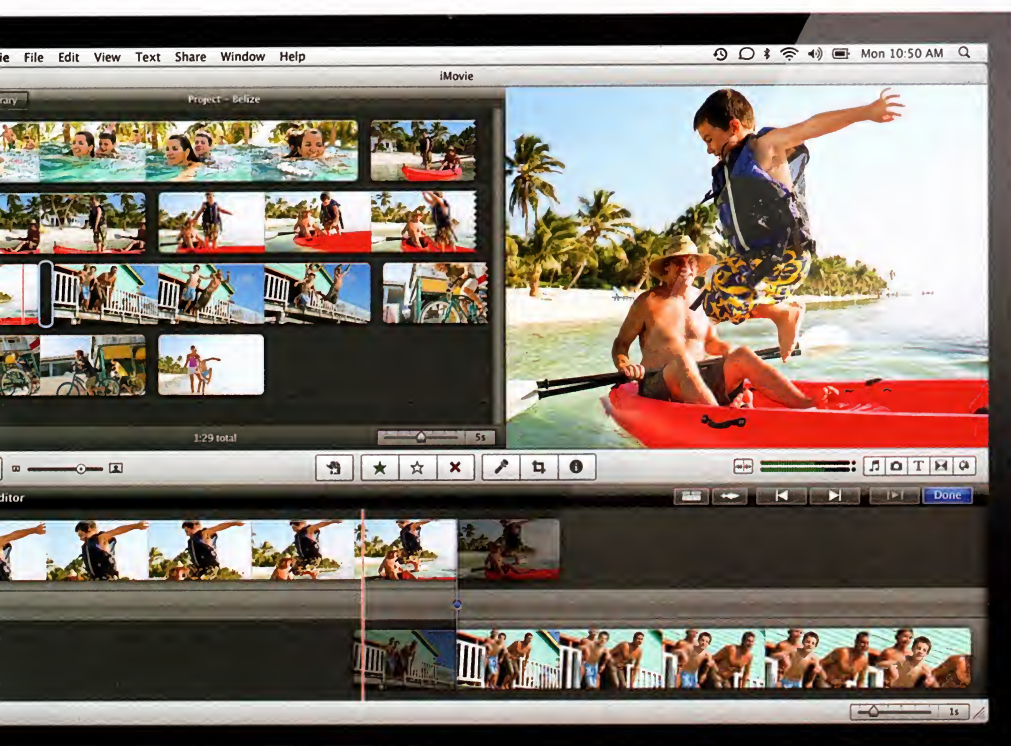 File Edit View Text Share Window Help Mon 10:50 AM
iMovie
Project – Belize
1:29 total
5s
T
Done
1s